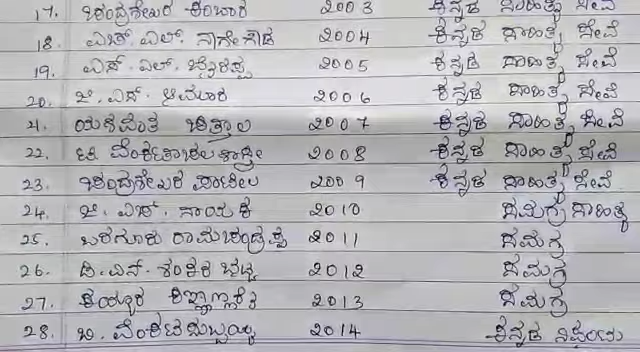 17. ಚಂದ್ರಶೇಖರ ಕಂಬಾರ 2003 ಕನ್ನಡ ಸಾಹಿತ್ಯ ಸೇವೆ
18. ಎಚ್. ಎಲ್. ನಾಗೇಗೌಡ 2004 ಕನ್ನಡ ಸಾಹಿತ್ಯ ಸೇವೆ
19. ಎಸ್. ಎಲ್. ಭೈರಪ್ಪ 2005 ಕನ್ನಡ ಸಾಹಿತ್ಯ ಸೇವೆ
20. ಜಿ. ಎಸ್. ಆಮೂರ 2006 ಕನ್ನಡ ಸಾಹಿತ್ಯ ಸೇವೆ
21. ಯಶವಂತ ಚಿತ್ತಾಲ 2007 ಕನ್ನಡ ಸಾಹಿತ್ಯ ಸೇವೆ
22. ಟಿ ವೆಂಕಟಾಚಲ ಶಾಸ್ತ್ರೀ 2008 ಕನ್ನಡ ಸಾಹಿತ್ಯ ಸೇವೆ
23. ಚಂದ್ರಶೇಖರ ಪಾಟೀಲ 2009 ಕನ್ನಡ ಸಾಹಿತ್ಯ ಸೇವೆ
24. ಜಿ. ಎಚ್. ನಾಯಕ 2010 ಸಮಗ್ರ ಸಾಹಿತ್ಯ
25. ಬರಗೂರು ರಾಮಚಂದ್ರಪ್ಪ 2011 ಸಮಗ್ರ
26. ಡಿ. ಎನ್. ಶಂಕರ ಭಟ್ಟ 2012 ಸಮಗ್ರ
27. ಕಯ್ಯಾರ ಕಿಞ್ಞಣ್ಣರೈ 2013 ಸಮಗ್ರ
28. ಜಿ. ವೆಂಕಟಸುಬ್ಬಯ್ಯ 2014 ಕನ್ನಡ ನಿಘಂಟು